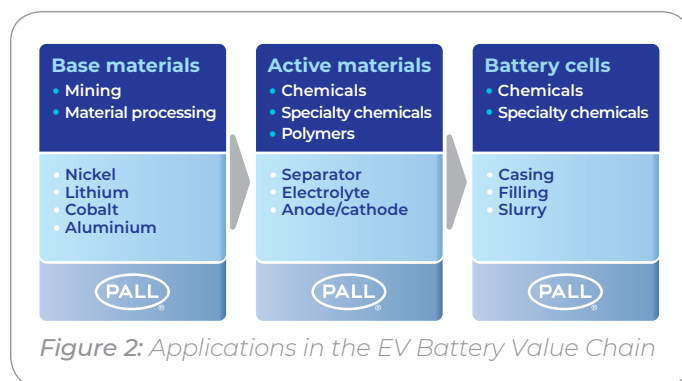 Base materials
• Mining
• Material processing
• Nickel
• Lithium
• Cobalt
• Aluminium
PALL®
Active materials
• Chemicals
• Specialty chemicals
• Polymers
• Separator
• Electrolyte
• Anode/cathode
PALL®
Battery cells
• Chemicals
• Specialty chemicals
• Casing
• Filling
• Slurry
PALL®
Figure 2: Applications in the EV Battery Value Chain